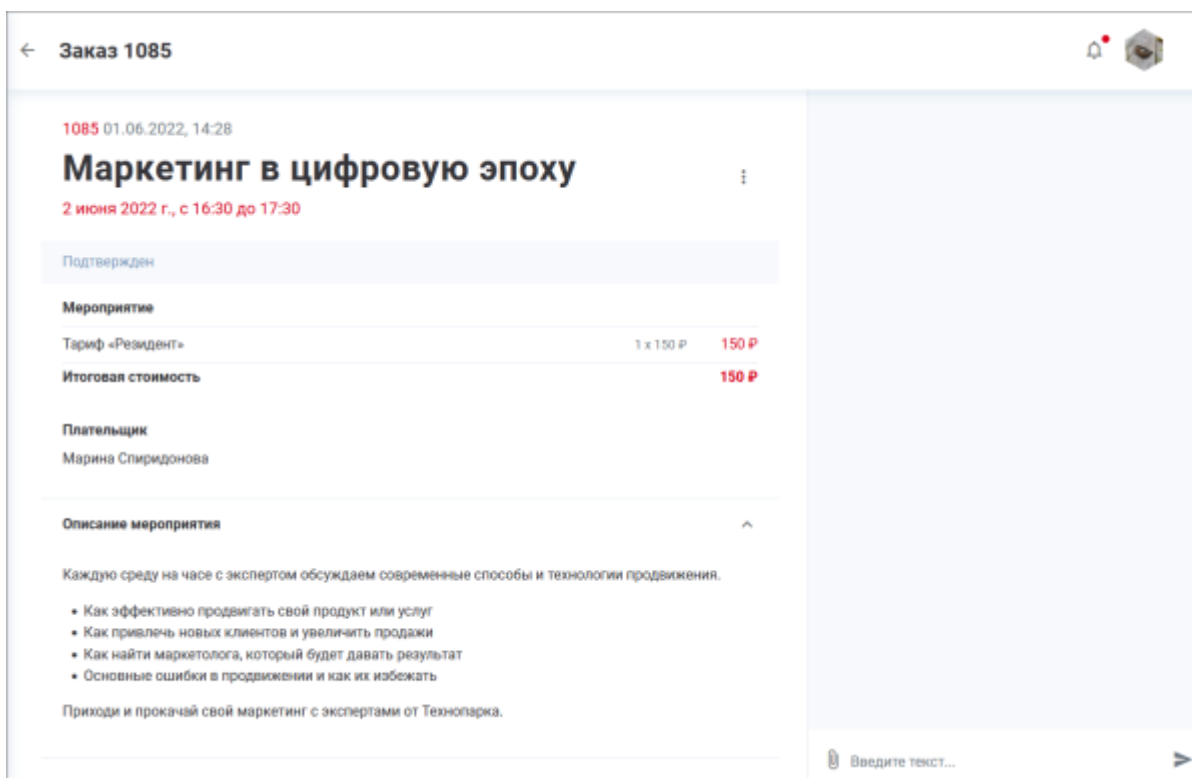 Заказ 1085
1085 01.06.2022, 14:28
Маркетинг в цифровую эпоху
2 июня 2022 г., с 16:30 до 17:30
Подтвержден
Мероприятие
Тариф «Резидент» 1 x 150 ₽ 150 ₽
Итоговая стоимость 150 ₽
Плательщик
Марина Спиридонова
Описание мероприятия
Каждую среду на часе с экспертом обсуждаем современные способы и технологии продвижения.
• Как эффективно продвигать свой продукт или услуг
• Как привлечь новых клиентов и увеличить продажи
• Как найти маркетолога, который будет давать результат
• Основные ошибки в продвижении и как их избежать
Приходи и прокачай свой маркетинг с экспертами от Технопарка.
Введите текст...